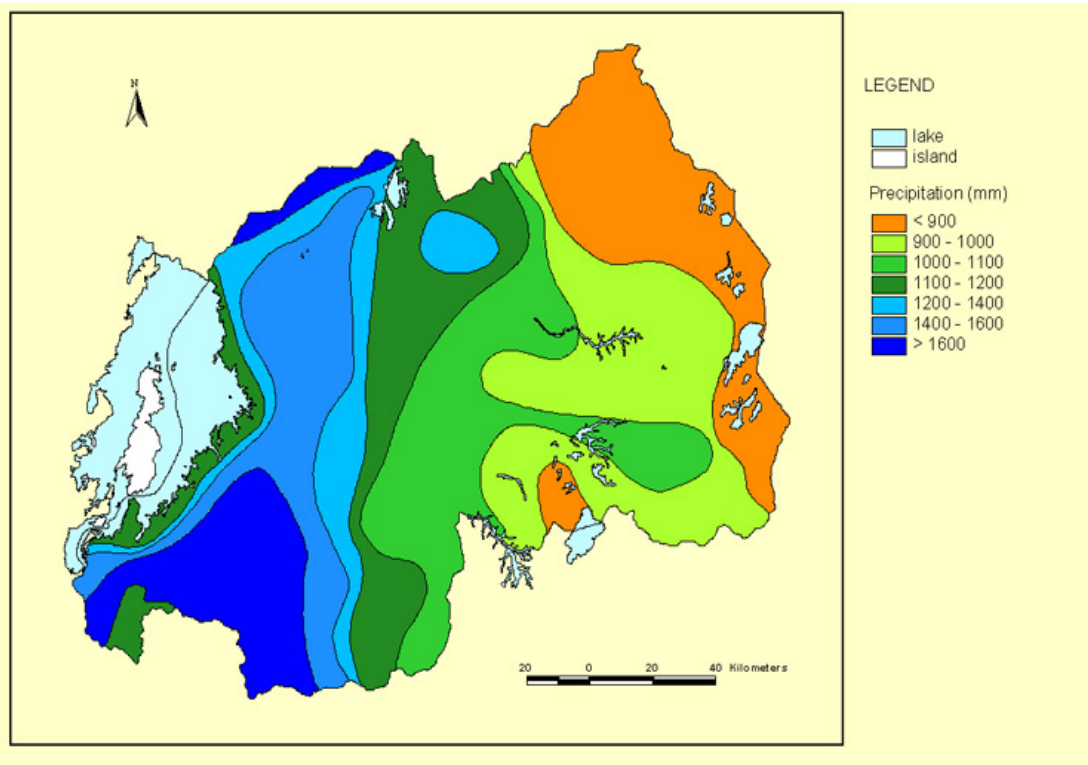 N
LEGEND
lake
island
Precipitation (mm)
< 900
900 - 1000
1000 - 1100
1100 - 1200
1200 - 1400
1400 - 1600
> 1600
20 0 20 40 Kilometers